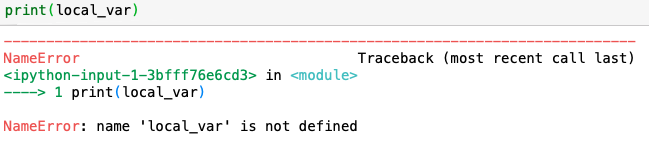 print(local_var)
---------------------------------------------------------------------------
NameError                                 Traceback (most recent call last)
<ipython-input-1-3bfff76e6cd3> in <module>
----> 1 print(local_var)

NameError: name 'local_var' is not defined